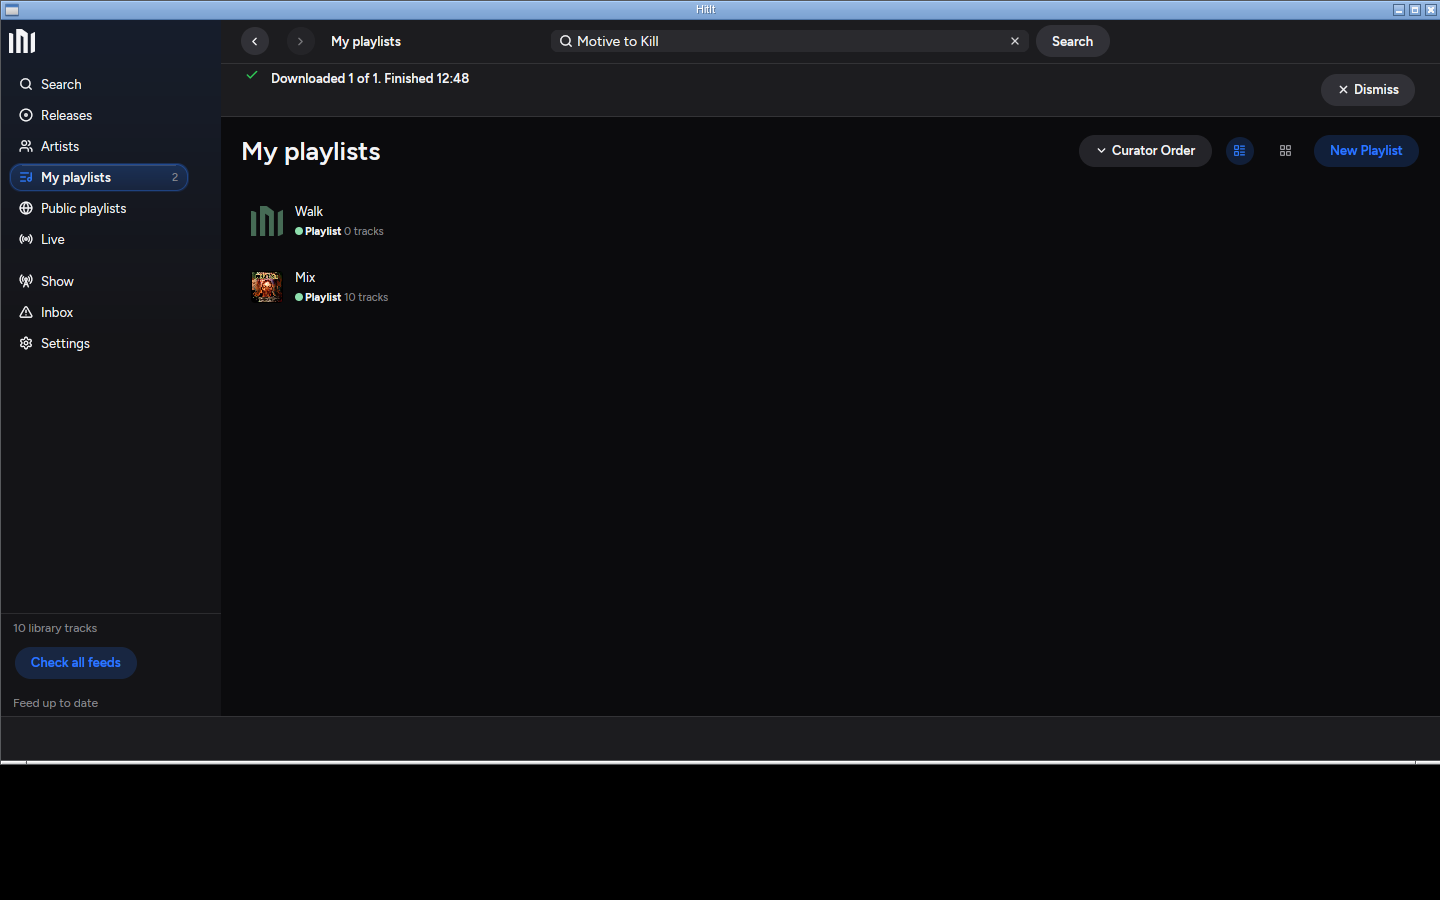 HitIt
My playlists
Motive to Kill
Search
Downloaded 1 of 1. Finished 12:48
Dismiss
Search
Releases
Artists
My playlists 2
Public playlists
Live
Show
Inbox
Settings
10 library tracks
Check all feeds
Feed up to date
My playlists
Curator Order
New Playlist
Walk
Playlist 0 tracks
Mix
Playlist 10 tracks